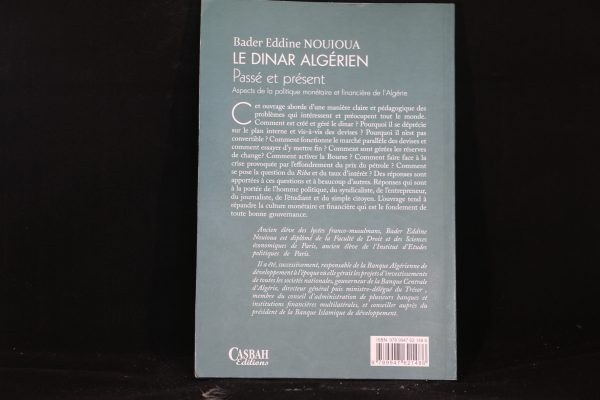 Bader Eddine NOUIOUA
LE DINAR ALGÉRIEN
Passé et présent
Aspects de la politique monétaire et financière de l'Algérie
Cet ouvrage aborde d'une manière claire et pédagogique des
problèmes qui intéressent et préoccupent tout le monde.
Comment est créé et géré le dinar ? Pourquoi il se déprécie
sur le plan interne et vis-à-vis des devises ? Pourquoi il n'est pas
convertible ? Comment fonctionne le marché parallèle des devises et
comment essayer d'y mettre fin ? Comment sont gérées les réserves
de change? Comment activer la Bourse ? Comment faire face à la
crise provoquée par l'effondrement du prix du pétrole ? Comment
se pose la question du Riba et du taux d'intérêt ? Des réponses sont
apportées à ces questions et à beaucoup d'autres. Réponses qui sont
à la portée de l'homme politique, du syndicaliste, de l'entrepreneur,
du journaliste, de l'étudiant et du simple citoyen. L'ouvrage tend à
répandre la culture monétaire et financière qui est le fondement de
toute bonne gouvernance.
Ancien élève des lycées franco-musulmans, Bader Eddine
Nouioua est diplômé de la Faculté de Droit et des Sciences
économiques de Paris, ancien élève de l'Institut d'Etudes
politiques de Paris.
Il a été, successivement, responsable de la Banque Algérienne de
développement à l'époque où elle gérait les projets d'investissements
de toutes les sociétés nationales, gouverneur de la Banque Centrale
d'Algérie, directeur général puis ministre-délégué du Trésor ,
membre du conseil d'administration de plusieurs banques et
institutions financières multilatérales, et conseiller auprès du
président de la Banque Islamique de développement.
CASBAH
Editions
ISBN: 978 9947 62 149 8
9 789947 621498